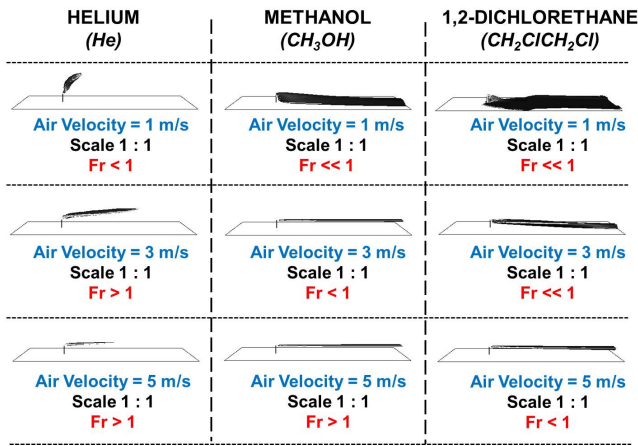 HELIUM
(He)
METHANOL
(CH₃OH)
1,2-DICHLORETHANE
(CH₂ClCH₂Cl)
Air Velocity = 1 m/s
Scale 1 : 1
Fr < 1
Air Velocity = 1 m/s
Scale 1 : 1
Fr << 1
Air Velocity = 1 m/s
Scale 1 : 1
Fr << 1
Air Velocity = 3 m/s
Scale 1 : 1
Fr > 1
Air Velocity = 3 m/s
Scale 1 : 1
Fr < 1
Air Velocity = 3 m/s
Scale 1 : 1
Fr << 1
Air Velocity = 5 m/s
Scale 1 : 1
Fr > 1
Air Velocity = 5 m/s
Scale 1 : 1
Fr > 1
Air Velocity = 5 m/s
Scale 1 : 1
Fr < 1